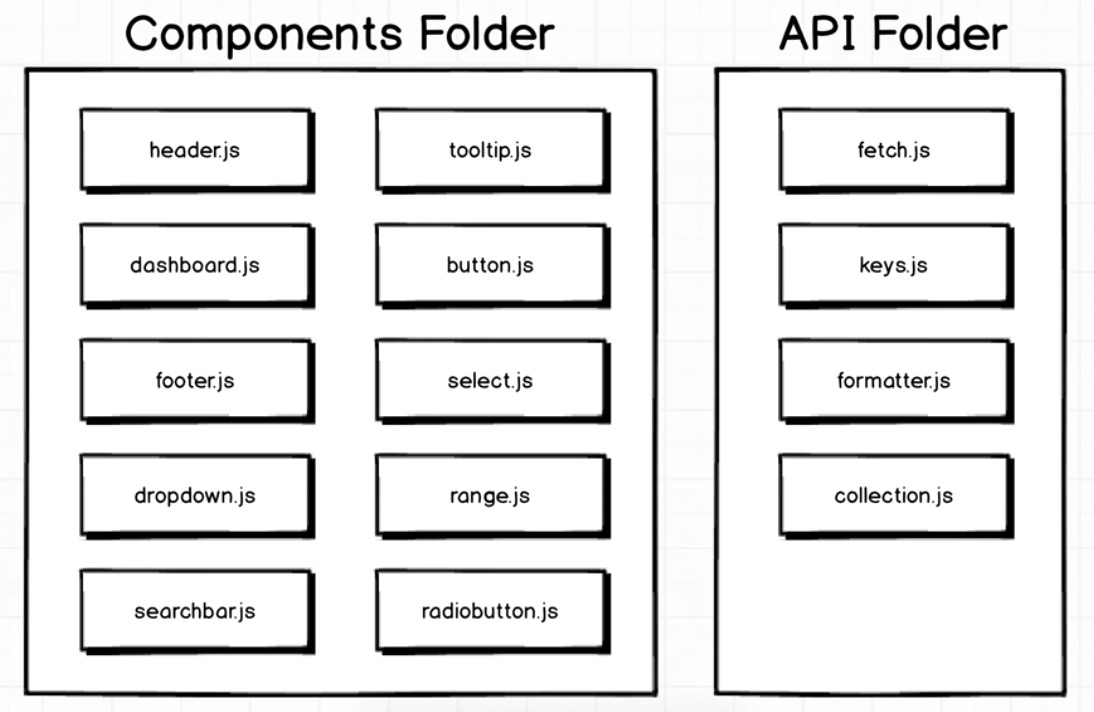 Components Folder
header.js
tooltip.js
dashboard.js
button.js
footer.js
select.js
dropdown.js
range.js
searchbar.js
radiobutton.js
API Folder
fetch.js
keys.js
formatter.js
collection.js